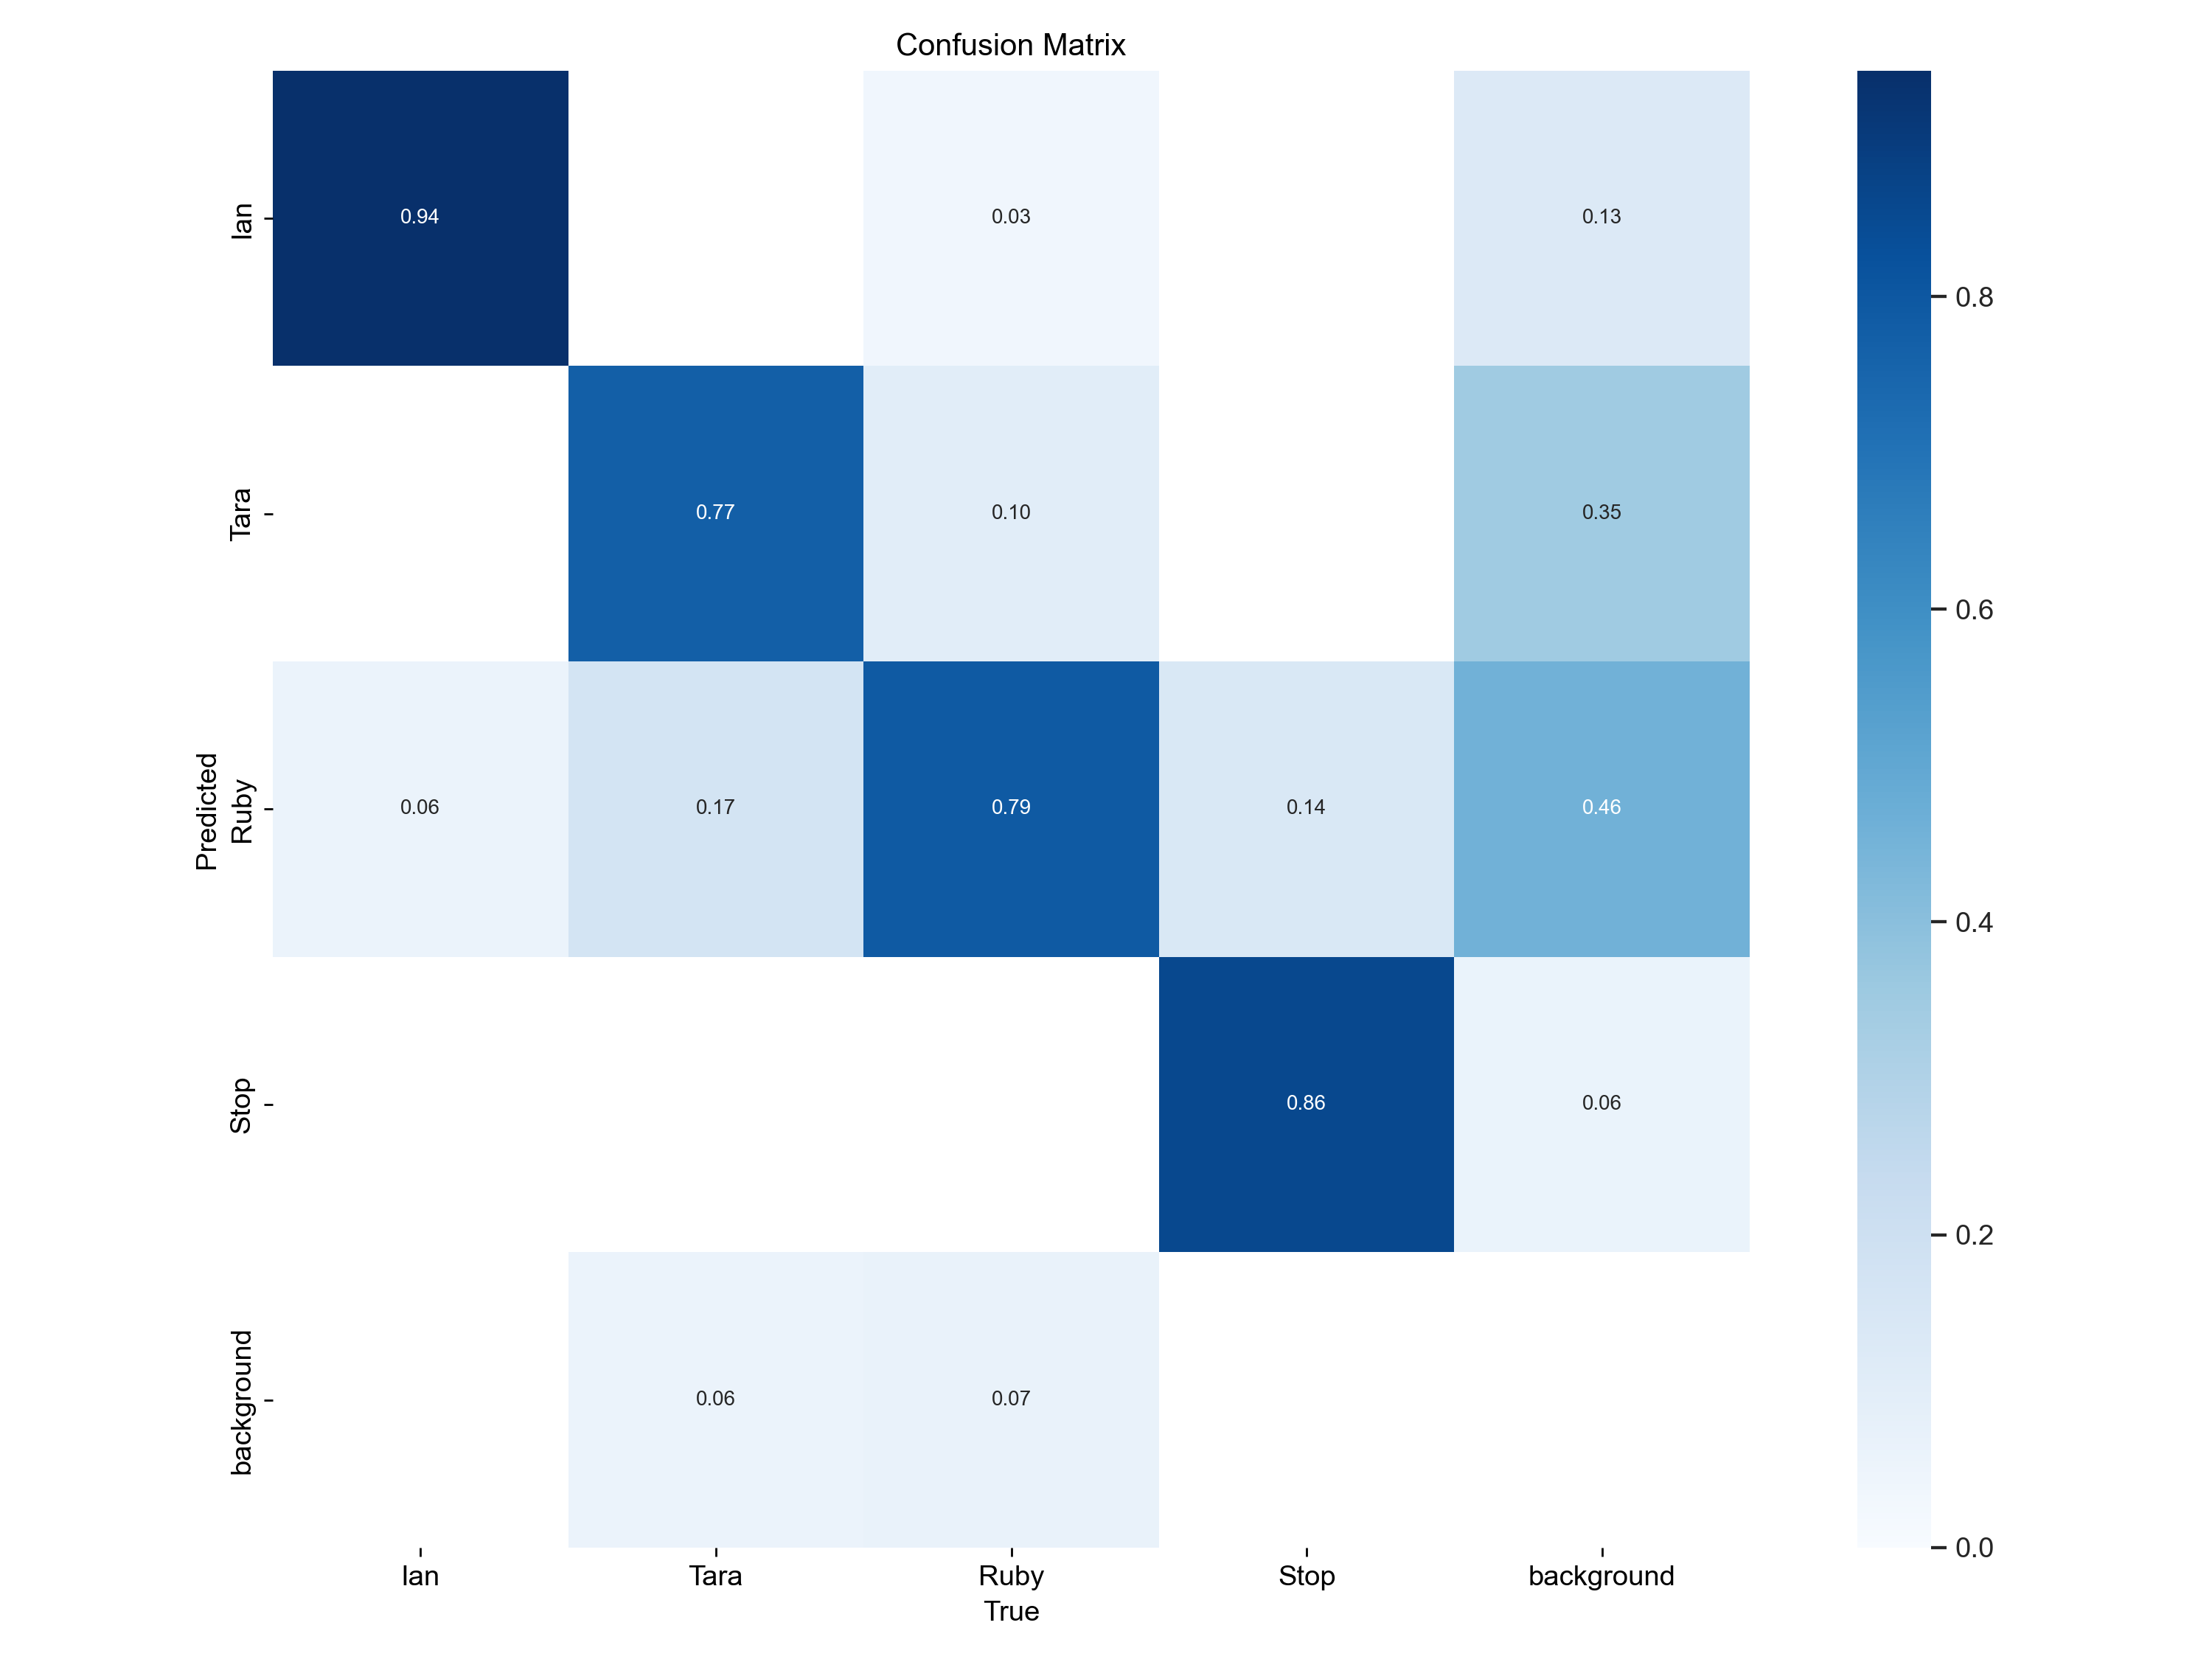 Confusion Matrix
Predicted
Ian
0.94
0.03
0.13
Tara
0.77
0.10
0.35
Ruby
0.06
0.17
0.79
0.14
0.46
Stop
0.86
0.06
background
0.06
0.07
Ian
Tara
Ruby
Stop
background
True
0.8
0.6
0.4
0.2
0.0